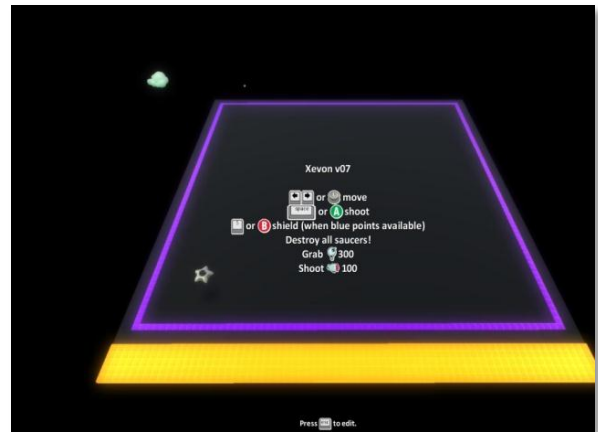 Xevon v07
or move
space or A shoot
or B shield (when blue points available)
Destroy all saucers!
Grab 300
Shoot 100
Press to edit.